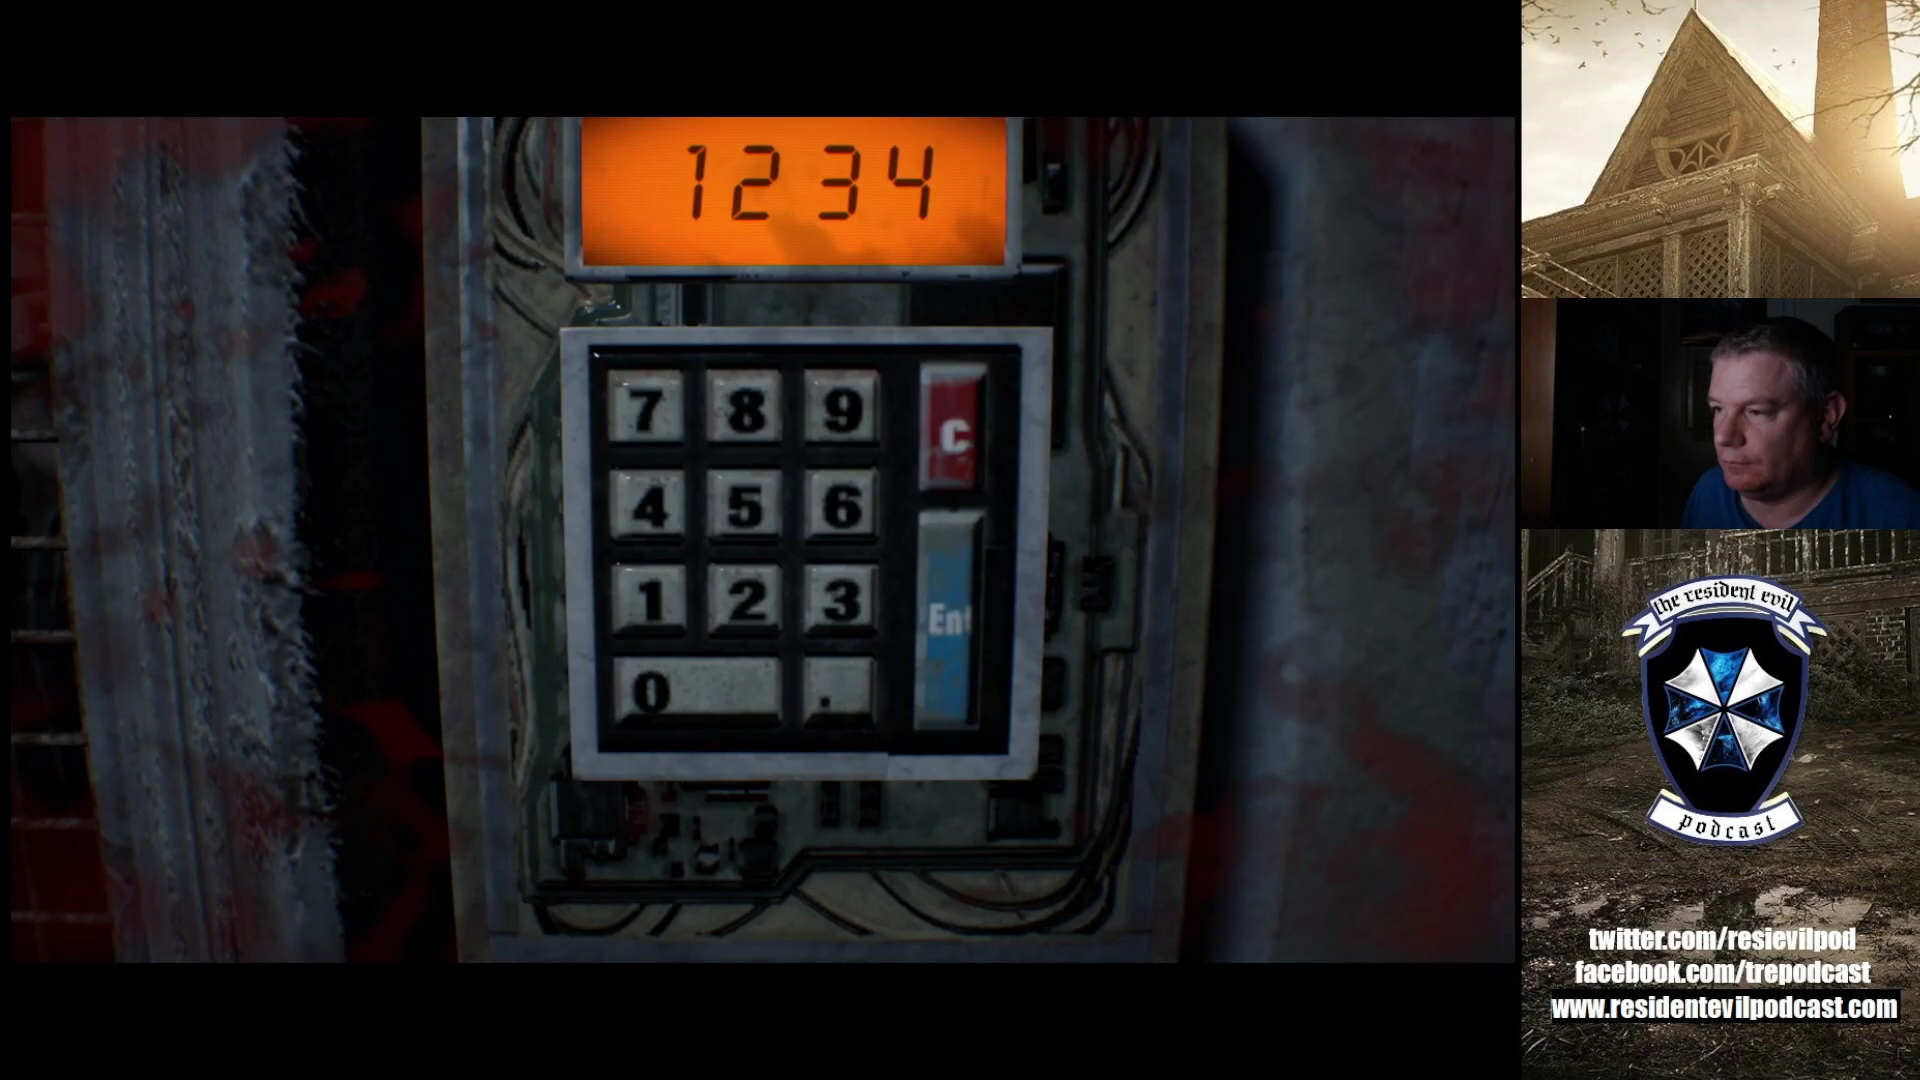 1234
7 8 9 C
4 5 6
1 2 3 Ent
0 .
the resident evil
podcast
twitter.com/resievilpod
facebook.com/trepodcast
www.residentevilpodcast.com